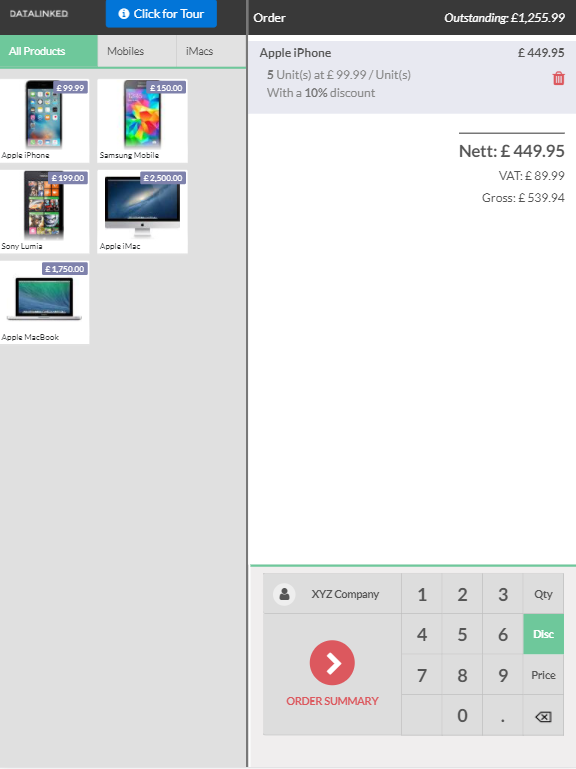 DATALINKED
Click for Tour
Order
Outstanding: £1,255.99
All Products
Mobiles
iMacs
£ 99.99
Apple iPhone
£ 150.00
Samsung Mobile
£ 199.00
Sony Lumia
£ 2,500.00
Apple iMac
£ 1,750.00
Apple MacBook
Apple iPhone £ 449.95
5 Unit(s) at £ 99.99 / Unit(s)
With a 10% discount
Nett: £ 449.95
VAT: £ 89.99
Gross: £ 539.94
XYZ Company
ORDER SUMMARY
1 2 3 Qty
4 5 6 Disc
7 8 9 Price
0 .